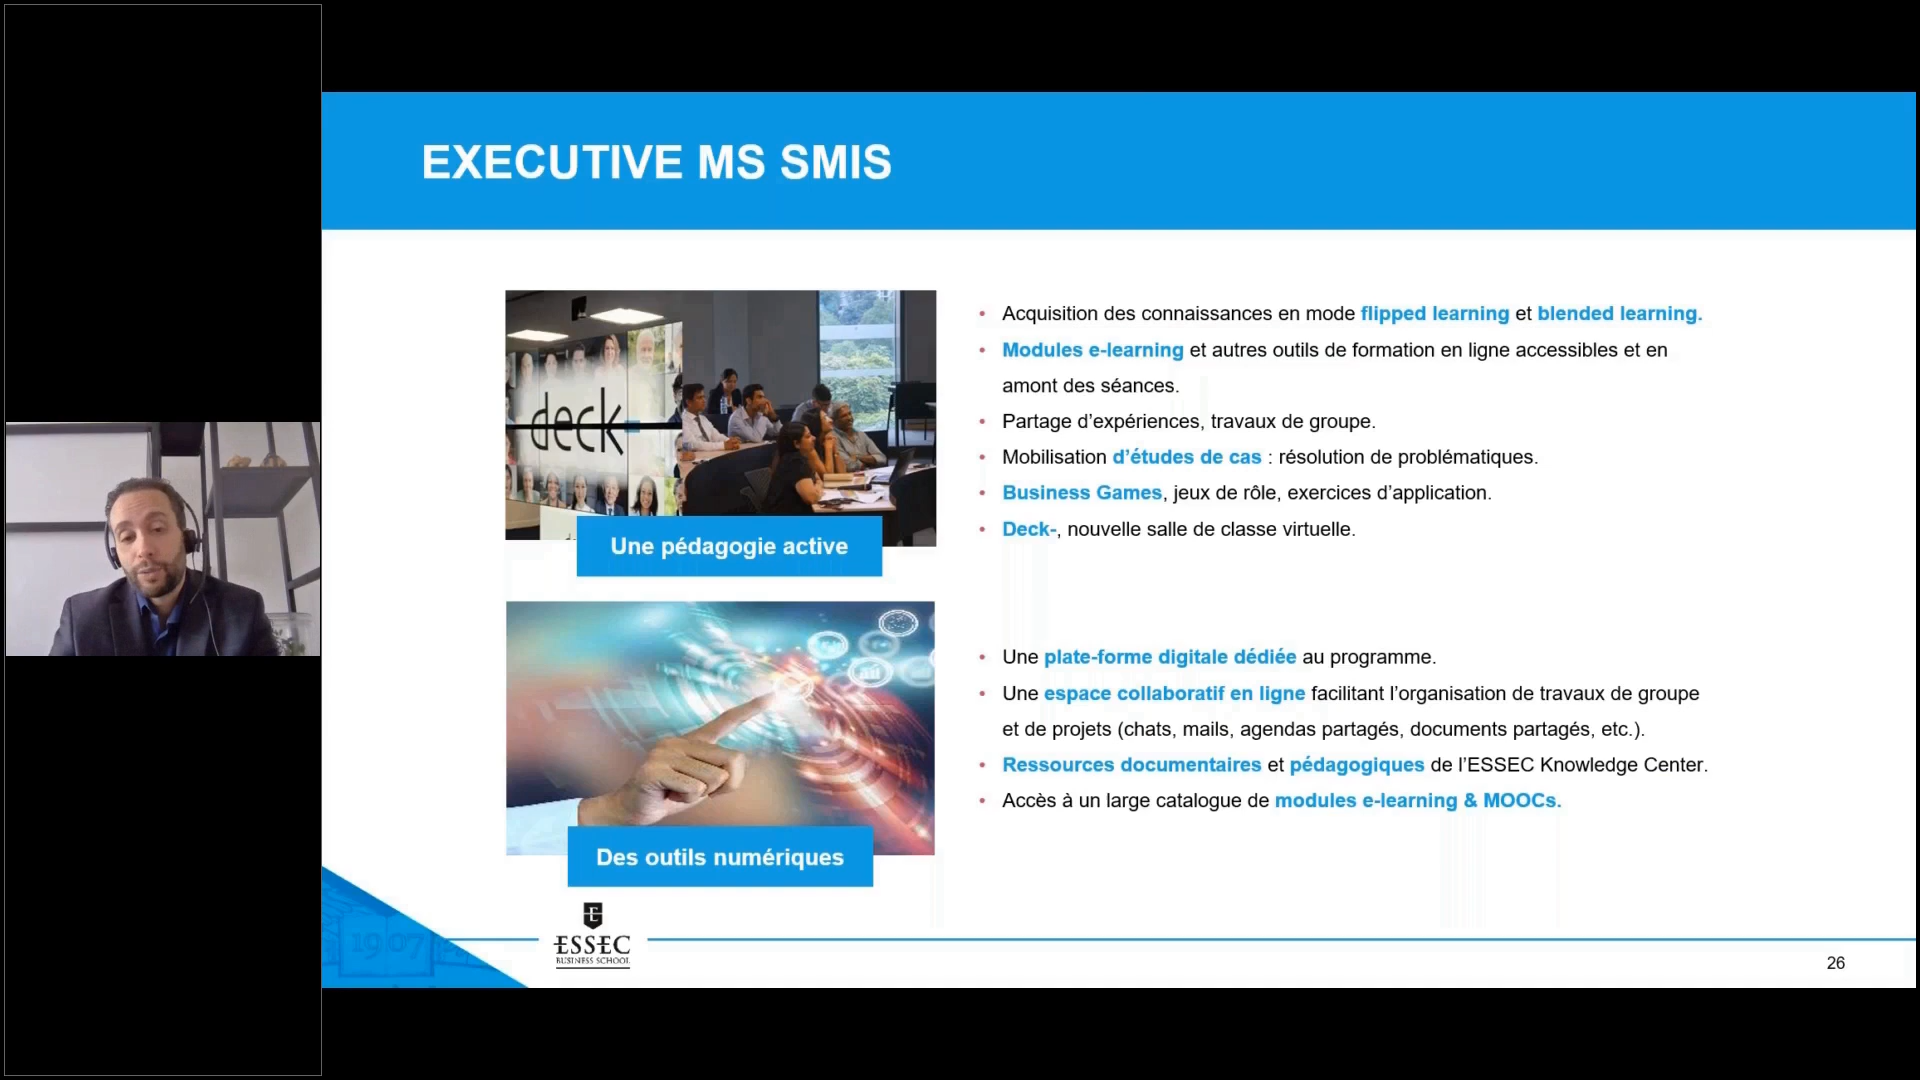 EXECUTIVE MS SMIS
deck-
Une pédagogie active
• Acquisition des connaissances en mode flipped learning et blended learning.
• Modules e-learning et autres outils de formation en ligne accessibles et en
amont des séances.
• Partage d’expériences, travaux de groupe.
• Mobilisation d’études de cas : résolution de problématiques.
• Business Games, jeux de rôle, exercices d’application.
• Deck-, nouvelle salle de classe virtuelle.
Des outils numériques
• Une plate-forme digitale dédiée au programme.
• Une espace collaboratif en ligne facilitant l’organisation de travaux de groupe
et de projets (chats, mails, agendas partagés, documents partagés, etc.).
• Ressources documentaires et pédagogiques de l’ESSEC Knowledge Center.
• Accès à un large catalogue de modules e-learning & MOOCs.
1907
ESSEC
BUSINESS SCHOOL
26